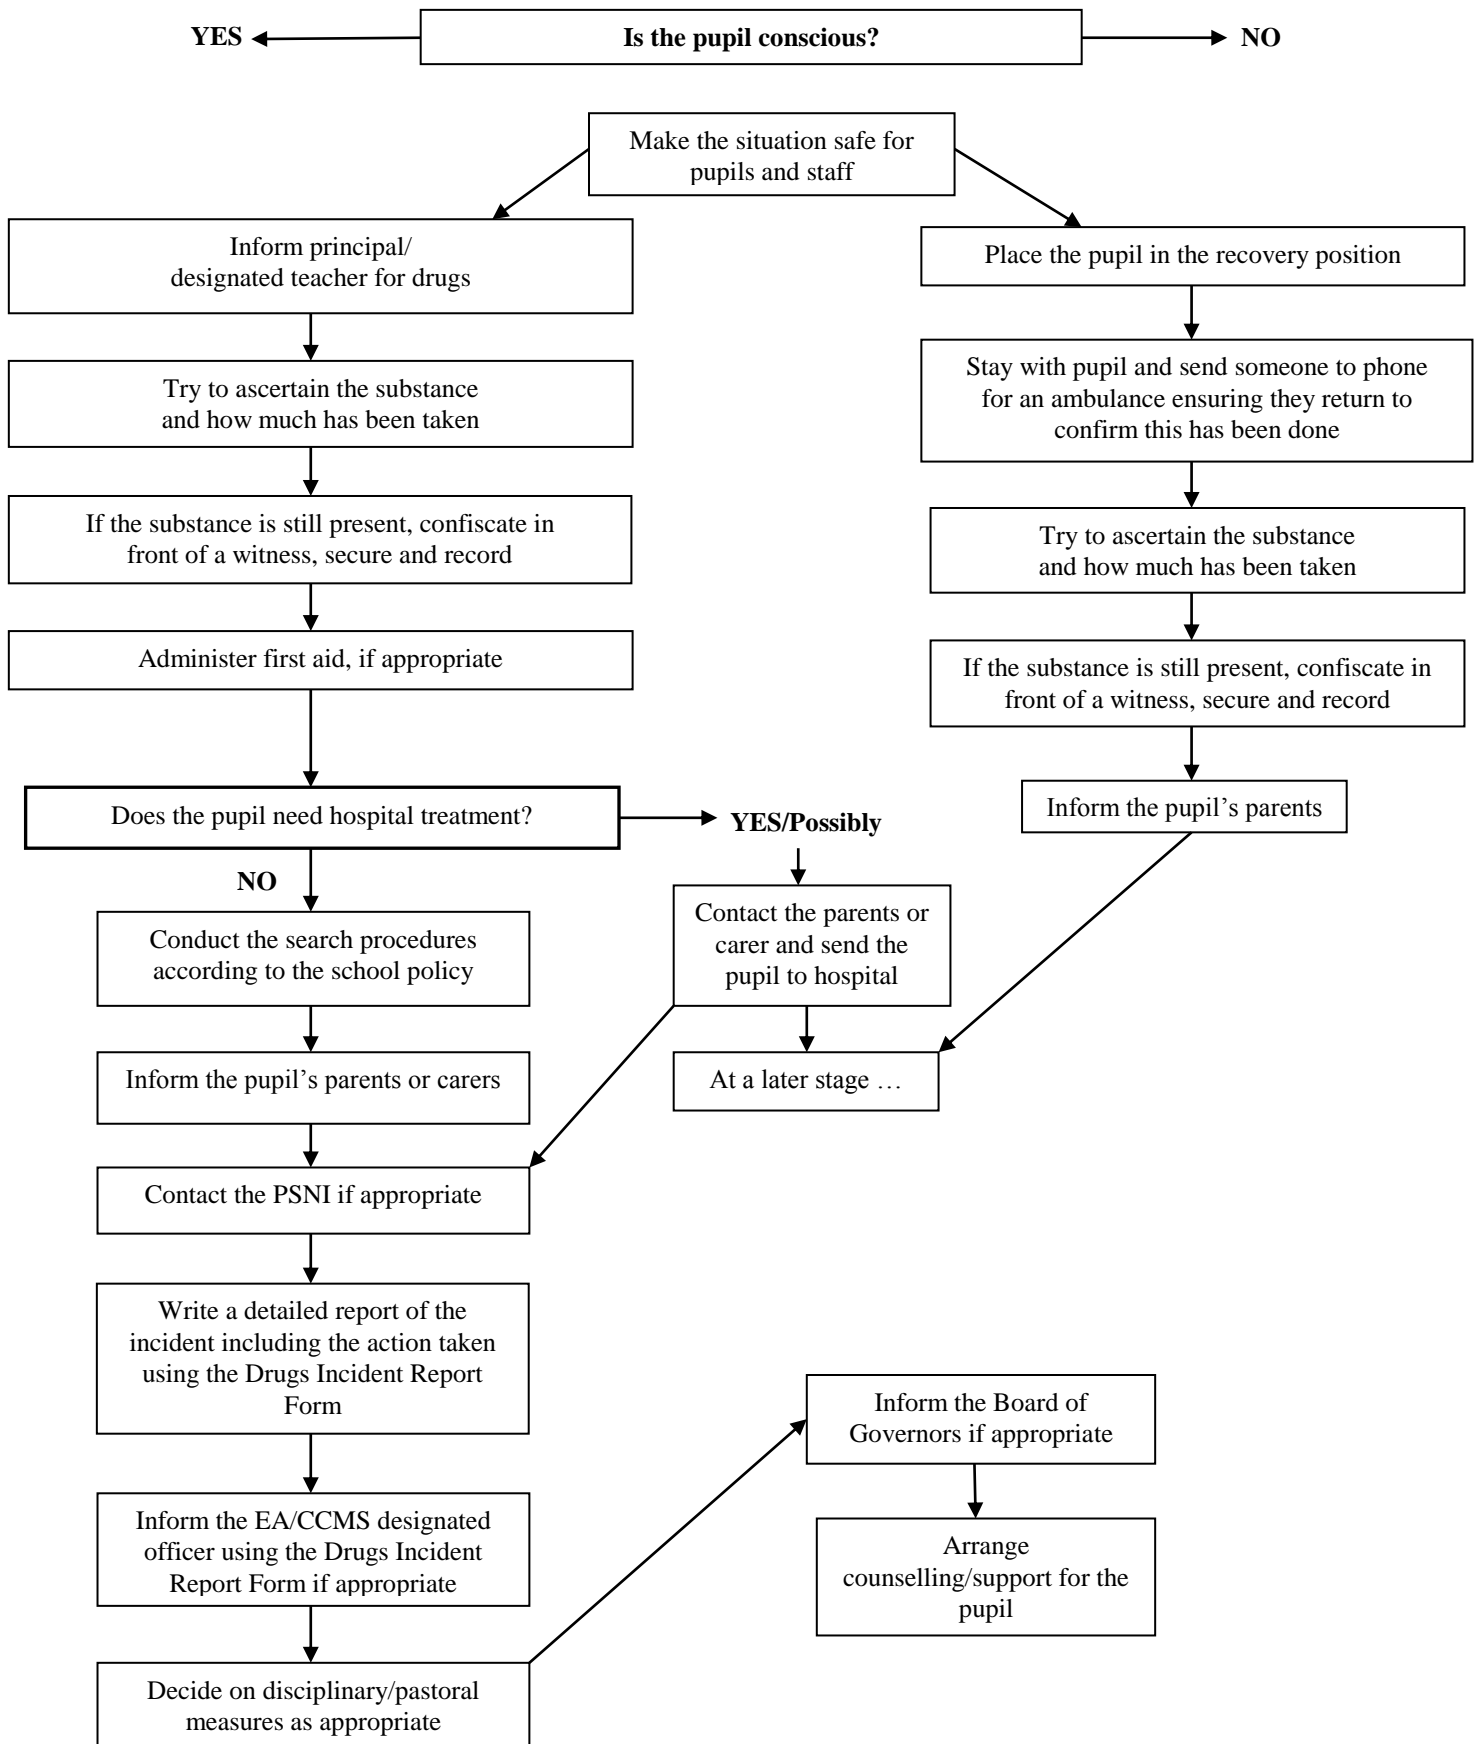 YES
Is the pupil conscious?
NO
Make the situation safe for
pupils and staff
Inform principal/
designated teacher for drugs
Try to ascertain the substance
and how much has been taken
If the substance is still present, confiscate in
front of a witness, secure and record
Administer first aid, if appropriate
Does the pupil need hospital treatment?
NO
Conduct the search procedures
according to the school policy
Inform the pupil’s parents or carers
Contact the PSNI if appropriate
Write a detailed report of the
incident including the action taken
using the Drugs Incident Report
Form
Inform the EA/CCMS designated
officer using the Drugs Incident
Report Form if appropriate
Decide on disciplinary/pastoral
measures as appropriate
YES/Possibly
Contact the parents or
carer and send the
pupil to hospital
At a later stage …
Place the pupil in the recovery position
Stay with pupil and send someone to phone
for an ambulance ensuring they return to
confirm this has been done
Try to ascertain the substance
and how much has been taken
If the substance is still present, confiscate in
front of a witness, secure and record
Inform the pupil’s parents
Inform the Board of
Governors if appropriate
Arrange
counselling/support for the
pupil